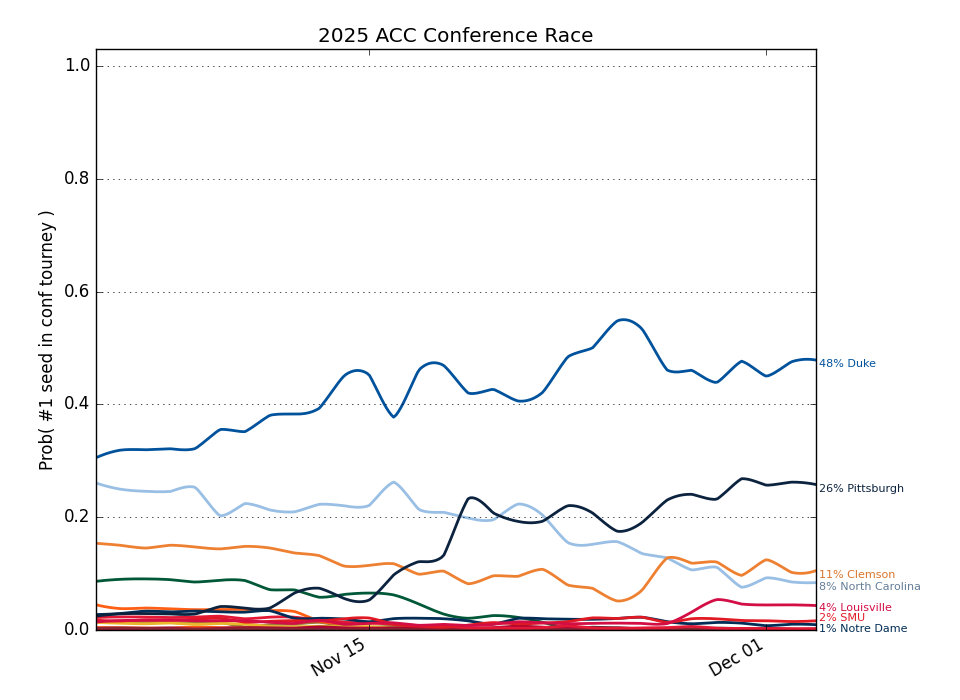 2025 ACC Conference Race
Prob( #1 seed in conf tourney )
1.0
0.8
0.6
0.4
0.2
0.0
Nov 15
Dec 01
48% Duke
26% Pittsburgh
11% Clemson
8% North Carolina
4% Louisville
2% SMU
1% Notre Dame